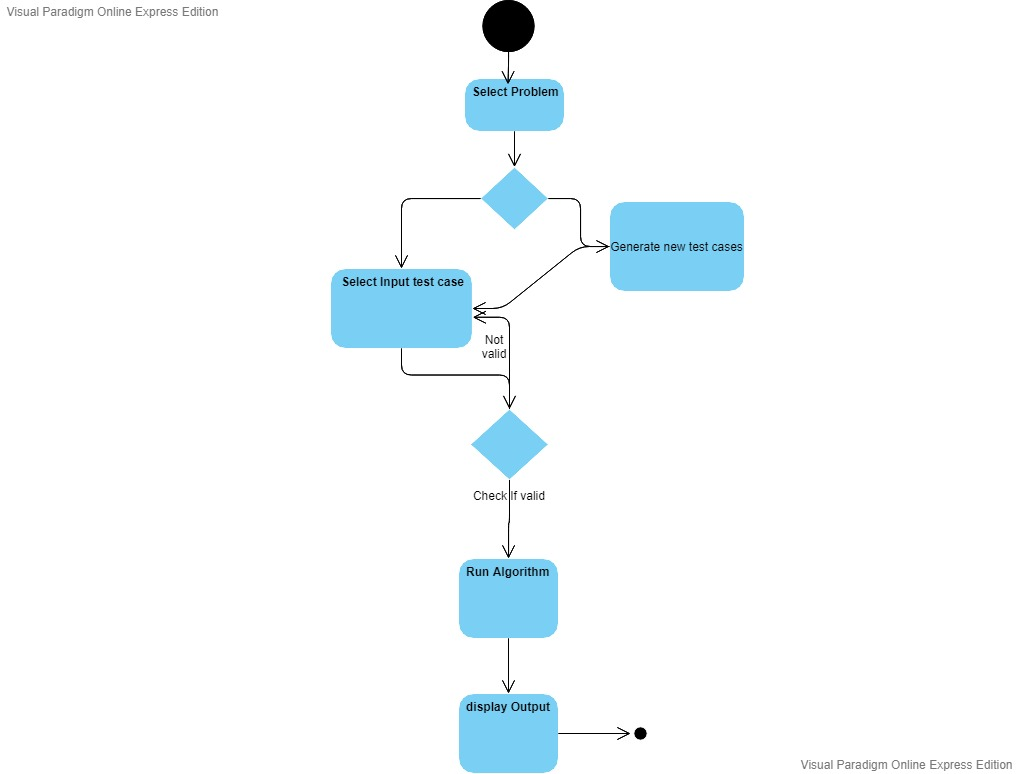 Visual Paradigm Online Express Edition
Select Problem
Generate new test cases
Select Input test case
Not
valid
Check If valid
Run Algorithm
display Output
Visual Paradigm Online Express Edition